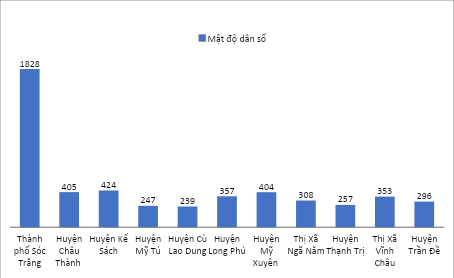 Mật độ dân số
1828
405
424
247
239
357
404
308
257
353
296
Thành phố Sóc Trăng
Huyện Châu Thành
Huyện Kế Sách
Huyện Mỹ Tú
Huyện Cù Lao Dung
Huyện Long Phú
Huyện Mỹ Xuyên
Thị Xã Ngã Năm
Huyện Thạnh Trị
Thị Xã Vĩnh Châu
Huyện Trần Đề